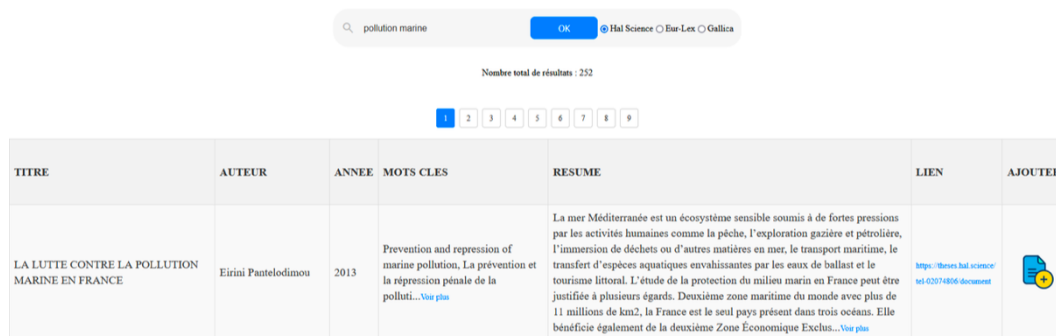 pollution marine OK Hal Science Eur-Lex Gallica
Nombre total de résultats : 252
1 2 3 4 5 6 7 8 9
TITRE AUTEUR ANNEE MOTS CLES RESUME LIEN AJOUTER
LA LUTTE CONTRE LA POLLUTION
MARINE EN FRANCE
Eirini Pantelodimou
2013
Prevention and repression of
marine pollution, La prévention et
la répression pénale de la
polluti...Voir plus
La mer Méditerranée est un écosystème sensible soumis à de fortes pressions
par les activités humaines comme la pêche, l'exploration gazière et pétrolière,
l'immersion de déchets ou d'autres matières en mer, le transport maritime, le
transfert d'espèces aquatiques envahissantes par les eaux de ballast et le
tourisme littoral. L'étude de la protection du milieu marin en France peut être
justifiée à plusieurs égards. Deuxième zone maritime du monde avec plus de
11 millions de km2, la France est le seul pays présent dans trois océans. Elle
bénéficie également de la deuxième Zone Économique Exclus...Voir plus
https://theses.hal.science/
tel-02074806/document